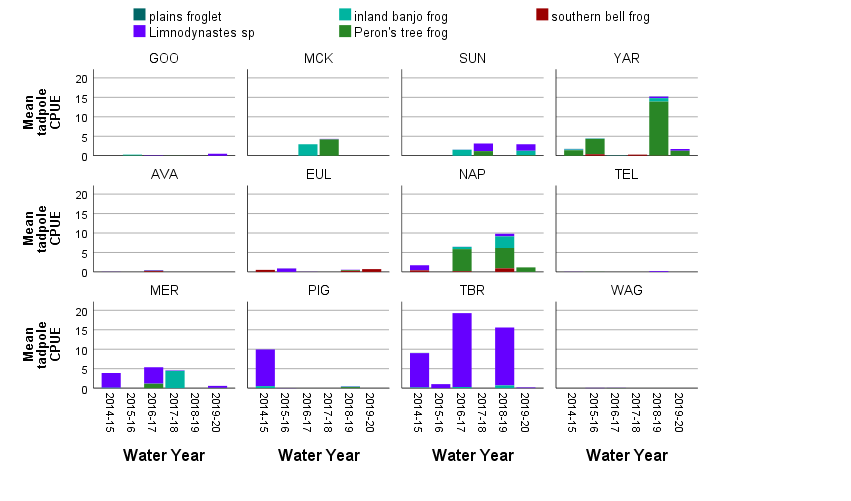 plains froglet inland banjo frog southern bell frog
Limnodynastes sp Peron's tree frog
GOO MCK SUN YAR
Mean tadpole CPUE
20
15
10
5
0
AVA EUL NAP TEL
Mean tadpole CPUE
20
15
10
5
0
MER PIG TBR WAG
Mean tadpole CPUE
20
15
10
5
0
2014-15 2015-16 2016-17 2017-18 2018-19 2019-20 2014-15 2015-16 2016-17 2017-18 2018-19 2019-20 2014-15 2015-16 2016-17 2017-18 2018-19 2019-20 2014-15 2015-16 2016-17 2017-18 2018-19 2019-20
Water Year Water Year Water Year Water Year